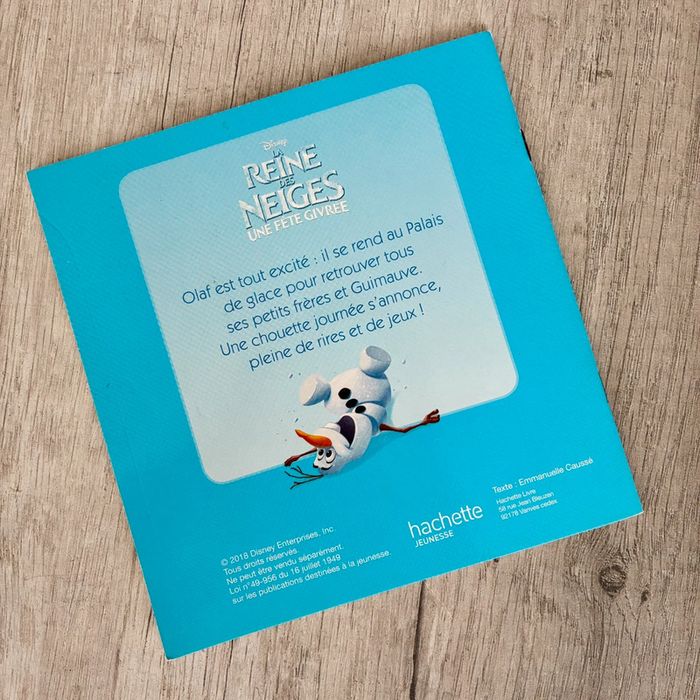 Disney
LA
REINE
DES
NEIGES
UNE FÊTE GIVRÉE
Olaf est tout excité : il se rend au Palais
de glace pour retrouver tous
ses petits frères et Guimauve.
Une chouette journée s'annonce,
pleine de rires et de jeux !
© 2018 Disney Enterprises, Inc.
Tous droits réservés.
Ne peut être vendu séparément.
Loi n°49-956 du 16 juillet 1949
sur les publications destinées à la jeunesse.
hachette
JEUNESSE
Texte : Emmanuelle Caussé
Hachette Livre
58 rue Jean Bleuzen
92178 Vanves cedex